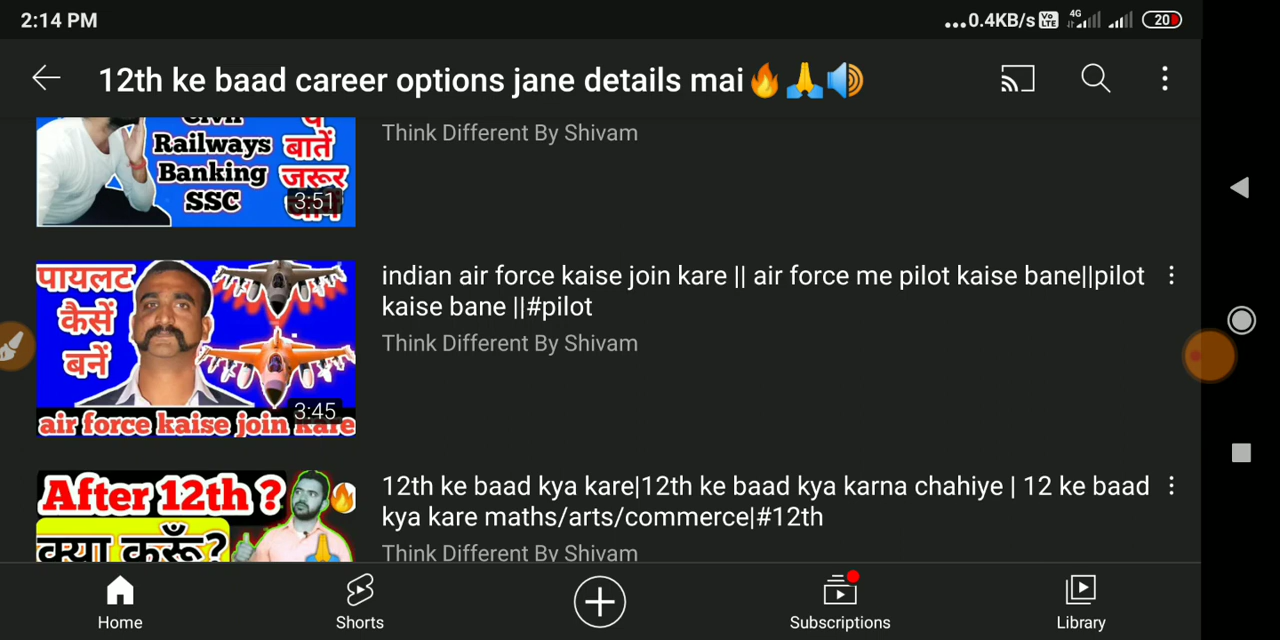 2:14 PM
...0.4KB/s Vo LTE 4G 20
12th ke baad career options jane details mai🔥🙏🔊
Railways
Banking
SSC
बातें
जरूर
3:51
Think Different By Shivam
पायलट
कैसें
बनें
air force kaise join kare
3:45
indian air force kaise join kare || air force me pilot kaise bane||pilot
kaise bane ||#pilot
Think Different By Shivam
After 12th ?
क्या करूँ?
12th ke baad kya kare|12th ke baad kya karna chahiye | 12 ke baad
kya kare maths/arts/commerce|#12th
Think Different By Shivam
Home
Shorts
Subscriptions
Library